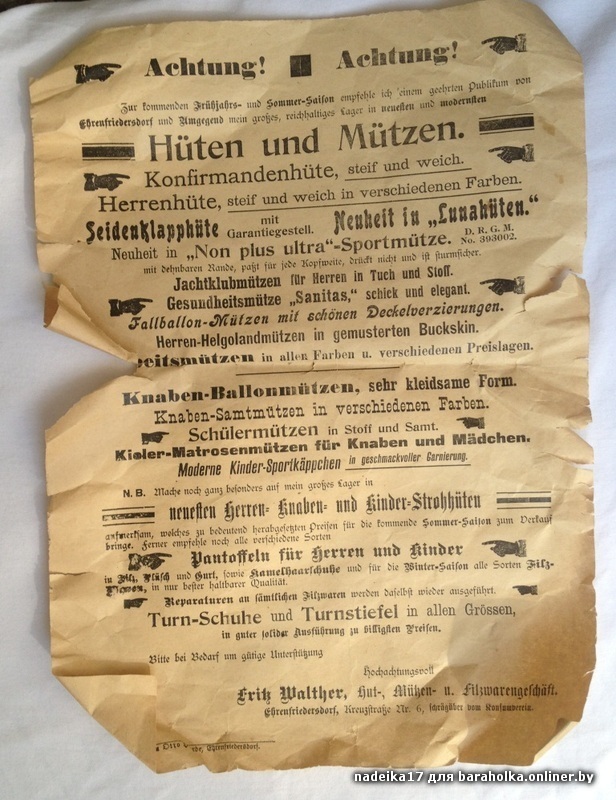 Achtung! Achtung!
Zur kommenden Frühjahrs- und Sommer-Saison empfehle ich einem geehrten Publikum von
Ehrenfriedersdorf und Umgegend mein großes, reichhaltiges Lager in neuesten und modernsten
Hüten und Mützen.
Konfirmandenhüte, steif und weich.
Herrenhüte, steif und weich in verschiedenen Farben.
Seidenklapphüte mit Garantiegestell. Neuheit in „Lunahüten.“
Neuheit in „Non plus ultra“-Sportmütze. D. R. G. M. No. 393002.
mit dehnbaren Rande, paßt für jede Kopfweite, drückt nicht und ist sturmsicher.
Jachtklubmützen für Herren in Tuch und Stoff.
Gesundheitsmütze „Sanitas,“ schick und elegant.
Fallballon-Mützen mit schönen Deckelverzierungen.
Herren-Helgolandmützen in gemusterten Buckskin.
eitsmützen in allen Farben u. verschiedenen Preislagen.
Knaben-Ballonmützen, sehr kleidsame Form.
Knaben-Samtmützen in verschiedenen Farben.
Schülermützen in Stoff und Samt.
Kieler-Matrosenmützen für Knaben und Mädchen.
Moderne Kinder-Sportkäppchen in geschmackvoller Garnierung.
N. B. Mache noch ganz besonders auf mein großes Lager in
neuesten Herren- Knaben- und Kinder-Strohhüten
aufmerksam, welches zu bedeutend herabgesetzten Preisen für die kommende Sommer-Saison zum Verkauf
bringe. Ferner empfehle noch alle verschiedene Sorten
Pantoffeln für Herren und Kinder
in Filz, Plüsch und Gurt, sowie Kamelhaarschuhe und für die Winter-Saison alle Sorten Filz-
in nur bester haltbarer Qualität.
Reparaturen an sämtlichen Filzwaren werden daselbst wieder ausgeführt.
Turn-Schuhe und Turnstiefel in allen Grössen,
in guter solider Ausführung zu billigsten Preisen.
Bitte bei Bedarf um gütige Unterstützung
Hochachtungsvoll
Fritz Walther, Hut-, Mützen- u. Filzwarengeschäft.
Ehrenfriedersdorf, Kreuzstraße Nr. 6, schrägüber vom Konsumverein.
Otto Ehrenfriedersdorf.
nadeika17 для baraholka.onliner.by